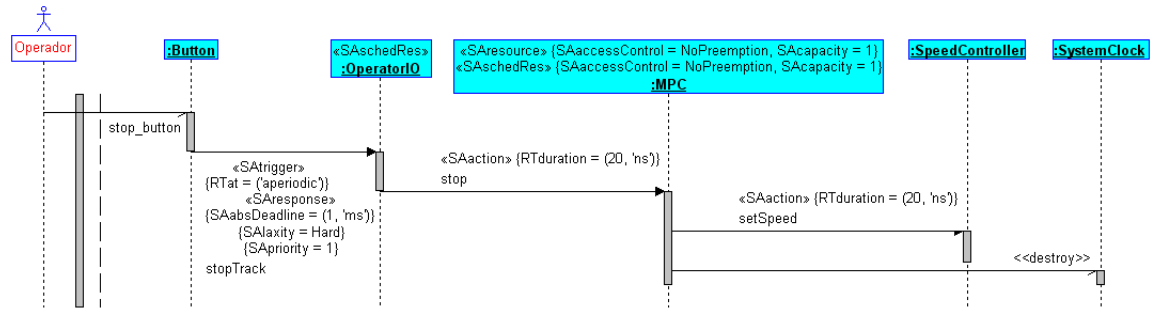 Operador
:Button
«SAschedRes»
:OperatorIO
«SAresource» {SAaccessControl = NoPreemption, SAcapacity = 1}
«SAschedRes» {SAaccessControl = NoPreemption, SAcapacity = 1}
:MPC
:SpeedController
:SystemClock
stop_button
«SAtrigger»
{RTat = ('aperiodic')}
«SAresponse»
{SAabsDeadline = (1, 'ms')}
{SAlaxity = Hard}
{SApriority = 1}
stopTrack
«SAaction» {RTduration = (20, 'ns')}
stop
«SAaction» {RTduration = (20, 'ns')}
setSpeed
<<destroy>>